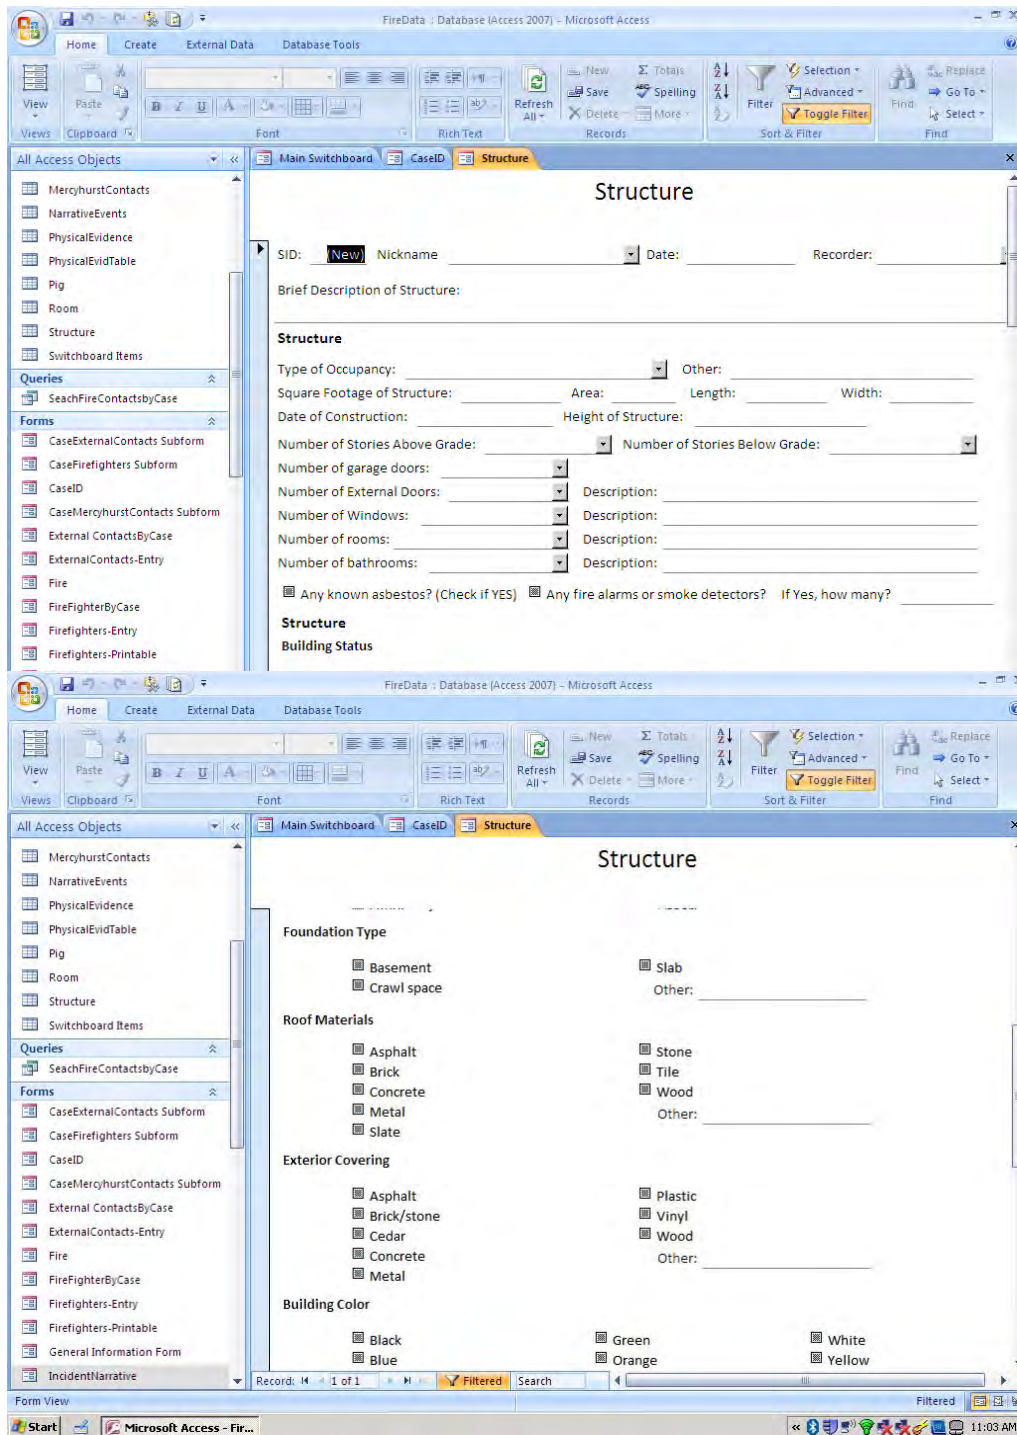 FireData : Database (Access 2007) - Microsoft Access
Home Create External Data Database Tools
View Paste B I U A Refresh All New Save Delete Σ Totals Spelling More Filter Selection Advanced Toggle Filter Find Replace Go To Select
Views Clipboard Font Rich Text Records Sort & Filter Find
All Access Objects « Main Switchboard CaseID Structure
Structure
MercyhurstContacts
NarrativeEvents
PhysicalEvidence
PhysicalEvidTable
Pig
Room
Structure
Switchboard Items
Queries
SeachFireContactsbyCase
Forms
CaseExternalContacts Subform
CaseFirefighters Subform
CaseID
CaseMercyhurstContacts Subform
External ContactsByCase
ExternalContacts-Entry
Fire
FireFighterByCase
Firefighters-Entry
Firefighters-Printable
SID: (New) Nickname Date: Recorder:
Brief Description of Structure:
Structure
Type of Occupancy: Other:
Square Footage of Structure: Area: Length: Width:
Date of Construction: Height of Structure:
Number of Stories Above Grade: Number of Stories Below Grade:
Number of garage doors:
Number of External Doors: Description:
Number of Windows: Description:
Number of rooms: Description:
Number of bathrooms: Description:
Any known asbestos? (Check if YES) Any fire alarms or smoke detectors? If Yes, how many?
Structure
Building Status
FireData : Database (Access 2007) - Microsoft Access
Home Create External Data Database Tools
View Paste B I U A Refresh All New Save Delete Σ Totals Spelling More Filter Selection Advanced Toggle Filter Find Replace Go To Select
Views Clipboard Font Rich Text Records Sort & Filter Find
All Access Objects « Main Switchboard CaseID Structure
Structure
MercyhurstContacts
NarrativeEvents
PhysicalEvidence
PhysicalEvidTable
Pig
Room
Structure
Switchboard Items
Queries
SeachFireContactsbyCase
Forms
CaseExternalContacts Subform
CaseFirefighters Subform
CaseID
CaseMercyhurstContacts Subform
External ContactsByCase
ExternalContacts-Entry
Fire
FireFighterByCase
Firefighters-Entry
Firefighters-Printable
General Information Form
IncidentNarrative
Foundation Type
Basement Slab
Crawl space Other:
Roof Materials
Asphalt Stone
Brick Tile
Concrete Wood
Metal Other:
Slate
Exterior Covering
Asphalt Plastic
Brick/stone Vinyl
Cedar Wood
Concrete Other:
Metal
Building Color
Black Green White
Blue Orange Yellow
Record: 1 of 1 Filtered Search
Form View Filtered
Start Microsoft Access - Fir... « 11:03 AM